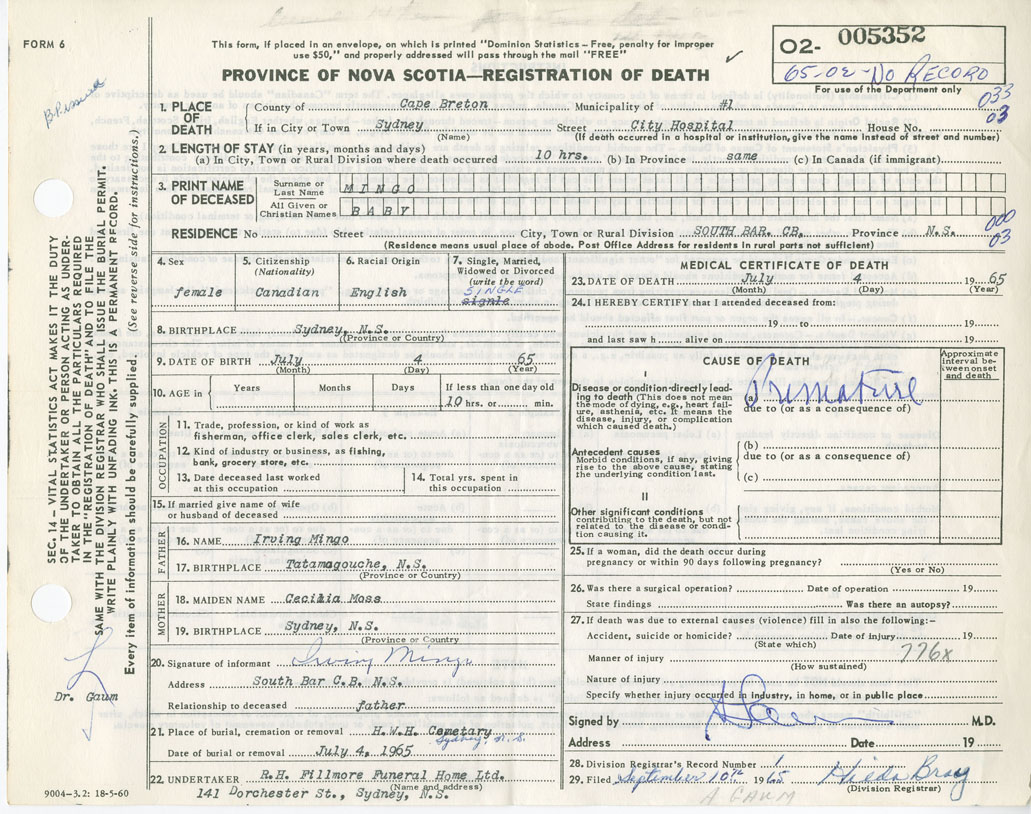 FORM 6
This form, if placed in an envelope, on which is printed "Dominion Statistics – Free, penalty for improper
use $50," and properly addressed will pass through the mail "FREE"
PROVINCE OF NOVA SCOTIA—REGISTRATION OF DEATH
02- 005352
65-02-No RECORD
For use of the Department only
033
03
1. PLACE OF DEATH
County of Cape Breton Municipality of #1
If in City or Town Sydney Street City Hospital House No.
(Name) (If death occurred in a hospital or institution, give the name instead of street and number)
2. LENGTH OF STAY (in years, months and days)
(a) In City, Town or Rural Division where death occurred 10 hrs. (b) In Province same (c) In Canada (if immigrant)
3. PRINT NAME OF DECEASED
Surname or Last Name MINGO
All Given or Christian Names BABY
000
03
RESIDENCE No Street City, Town or Rural Division SOUTH BAR. CB. Province N.S.
(Residence means usual place of abode. Post Office Address for residents in rural parts not sufficient)
4. Sex
female
5. Citizenship
(Nationality)
Canadian
6. Racial Origin
English
7. Single, Married,
Widowed or Divorced
(write the word)
SINGLE
signle
8. BIRTHPLACE Sydney, N.S.
(Province or Country)
9. DATE OF BIRTH July 4 65
(Month) (Day) (Year)
10. AGE in
Years Months Days If less than one day old
10 hrs. or min.
OCCUPATION
11. Trade, profession, or kind of work as
fisherman, office clerk, sales clerk, etc.
12. Kind of industry or business, as fishing,
bank, grocery store, etc.
13. Date deceased last worked
at this occupation
14. Total yrs. spent in
this occupation
15. If married give name of wife
or husband of deceased
FATHER
16. NAME Irving Mingo
17. BIRTHPLACE Tatamagouche, N.S.
(Province or Country)
MOTHER
18. MAIDEN NAME Cecilia Moss
19. BIRTHPLACE Sydney, N.S.
(Province or Country
20. Signature of informant Irving Mingo
Address South Bar C.B. N.S.
Relationship to deceased father
21. Place of burial, cremation or removal H.W.H. Cemetary
Sydney, N.S.
Date of burial or removal July 4, 1965
22. UNDERTAKER R.H. Fillmore Funeral Home Ltd.
(Name and address)
141 Dorchester St., Sydney, N.S.
MEDICAL CERTIFICATE OF DEATH
23. DATE OF DEATH July 4 19 65
(Month) (Day) (Year)
24. I HEREBY CERTIFY that I attended deceased from:
19 to 19
and last saw h alive on 19
CAUSE OF DEATH
Approximate
interval be-
tween onset
and death
I
Disease or condition directly lead-
ing to death (This does not mean
the mode of dying, e.g., heart fail-
ure, asthenia, etc. It means the
disease, injury, or complication
which caused death.)
(a) Premature
due to (or as a consequence of)
Antecedent causes
Morbid conditions, if any, giving
rise to the above cause, stating
the underlying condition last.
(b)
due to (or as a consequence of)
(c)
II
Other significant conditions
contributing to the death, but not
related to the disease or condi-
tion causing it.
25. If a woman, did the death occur during
pregnancy or within 90 days following pregnancy?
(Yes or No)
26. Was there a surgical operation? Date of operation 19
State findings Was there an autopsy?
27. If death was due to external causes (violence) fill in also the following:–
Accident, suicide or homicide? Date of injury 19
(State which)
776x
Manner of injury
(How sustained)
Nature of injury
Specify whether injury occurred in industry, in home, or in public place
Signed by M.D.
Address Date 19
28. Division Registrar's Record Number 1
29. Filed September 10th 1965 Hilda Bragg
(Division Registrar)
A GAUM
SEC. 14 – VITAL STATISTICS ACT MAKES IT THE DUTY
OF THE UNDERTAKER OR PERSON ACTING AS UNDER-
TAKER TO OBTAIN ALL THE PARTICULARS REQUIRED
IN THE "REGISTRATION OF DEATH" AND TO FILE THE
SAME WITH THE DIVISION REGISTRAR WHO SHALL ISSUE THE BURIAL PERMIT.
WRITE PLAINLY WITH UNFADING INK. THIS IS A PERMANENT RECORD.
Every item of information should be carefully supplied. (See reverse side for instructions.)
Dr. Gaum
9004-3.2: 18-5-60